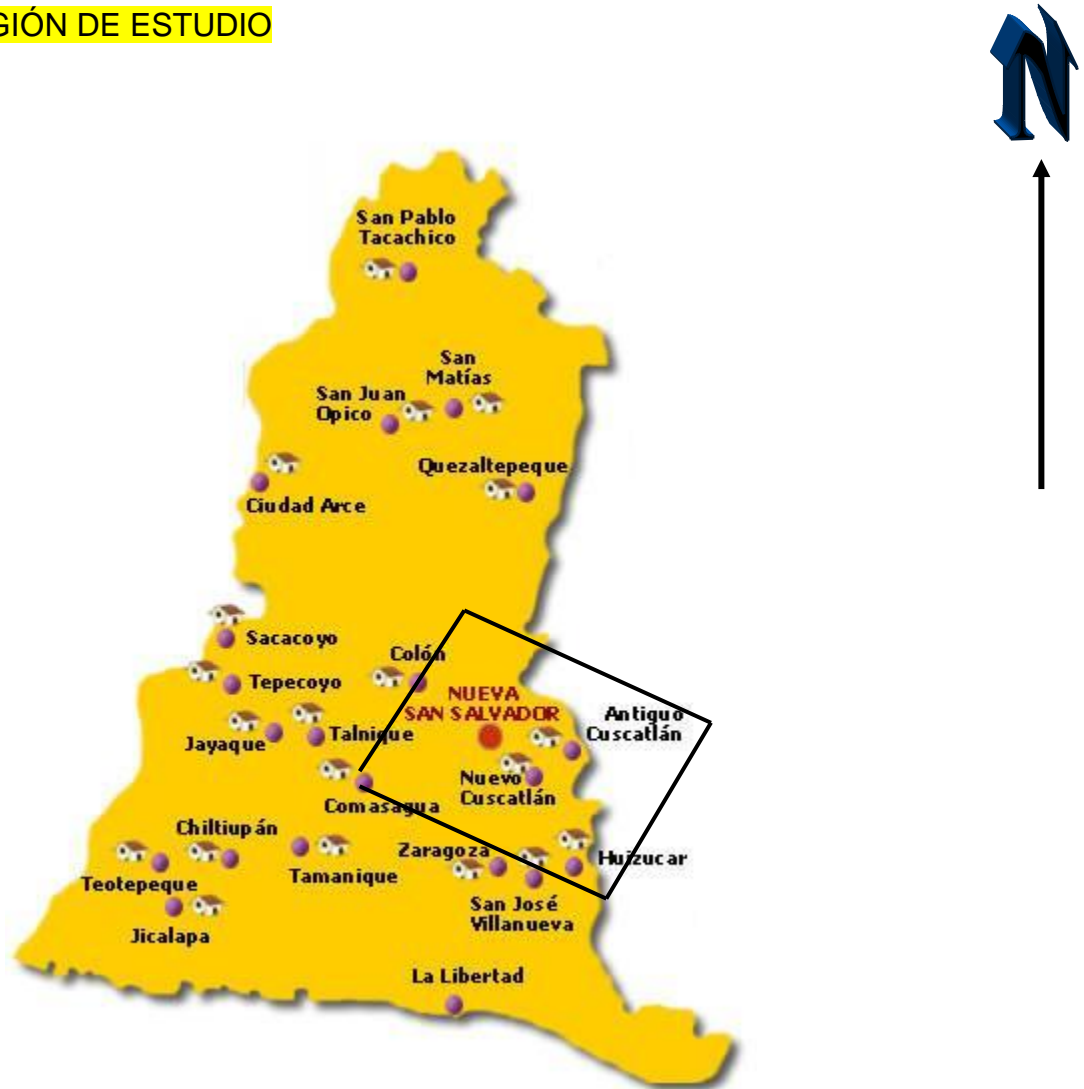 GIÓN DE ESTUDIO
N
San Pablo
Tacachico
San
Matías
San Juan
Opico
Quezaltepeque
Ciudad Arce
Sacacoyo
Colón
Tepecoyo
NUEVA
SAN SALVADOR
Antiguo
Cuscatlán
Jayaque
Talnique
Nuevo
Cuscatlán
Comasagua
Chiltiupán
Zaragoza
Huizucar
Tamanique
Teotepeque
San José
Villanueva
Jicalapa
La Libertad